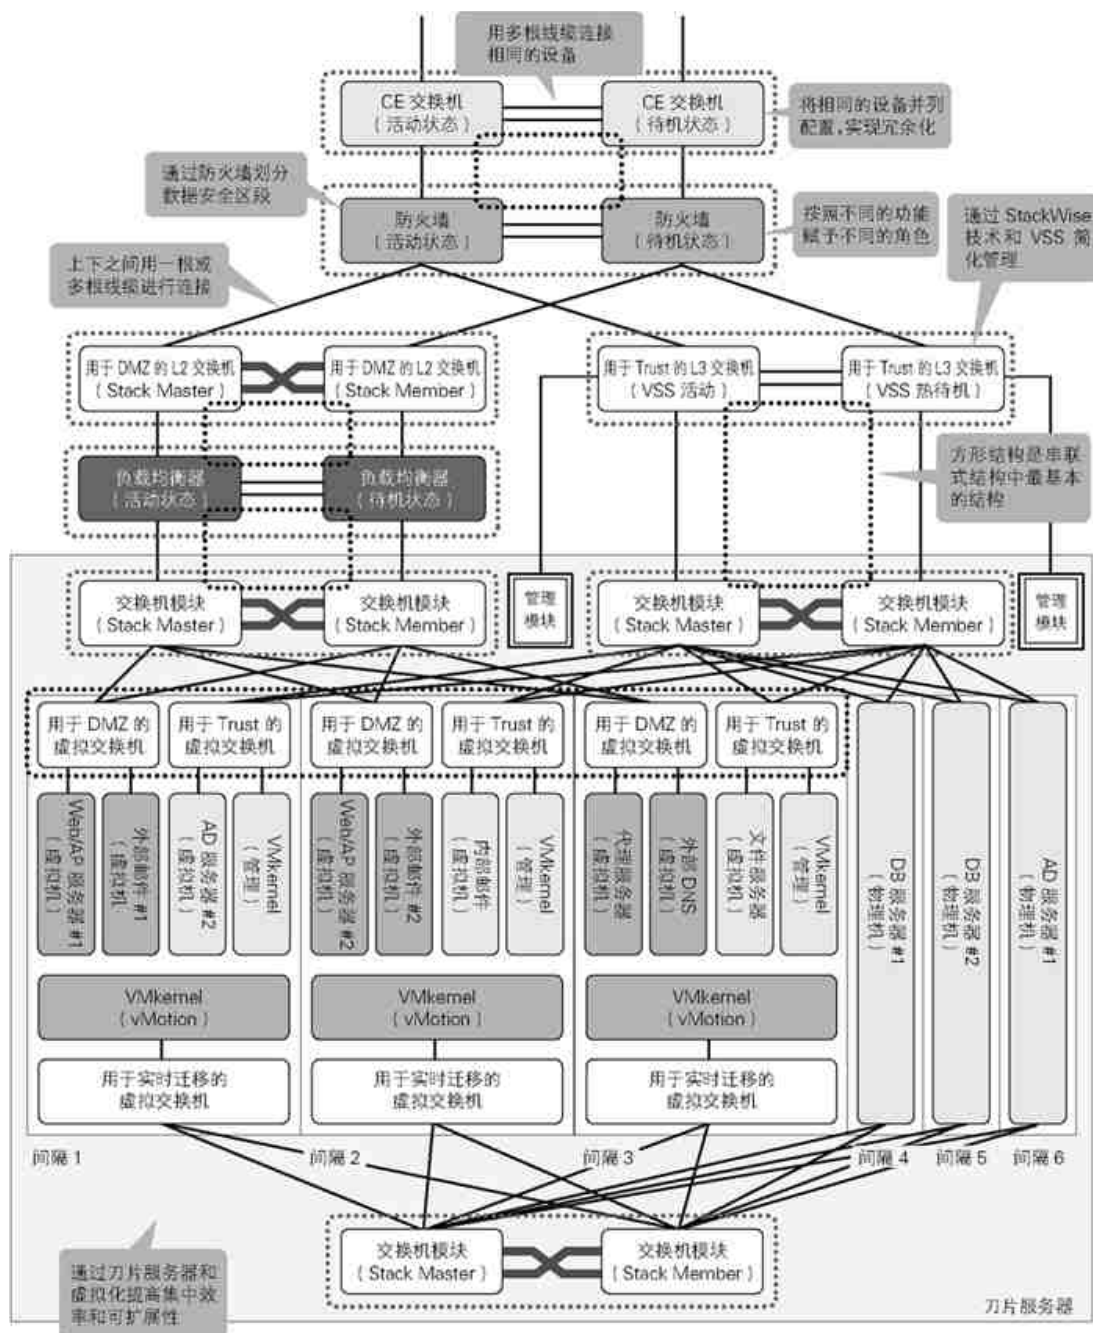 用多根线缆连接
相同的设备
CE 交换机
（活动状态）
CE 交换机
（待机状态）
将相同的设备并列
配置,实现冗余化
通过防火墙划分
数据安全区段
防火墙
（活动状态）
防火墙
（待机状态）
按照不同的功能
赋予不同的角色
通过 StackWise
技术和 VSS 简
化管理
上下之间用一根或
多根线缆进行连接
用于 DMZ 的 L2 交换机
（Stack Master）
用于 DMZ 的 L2 交换机
（Stack Member）
用于 Trust 的 L3 交换机
（VSS 活动）
用于 Trust 的 L3 交换机
（VSS 热待机）
负载均衡器
（活动状态）
负载均衡器
（待机状态）
方形结构是串联
式结构中最基本
的结构
交换机模块
（Stack Master）
交换机模块
（Stack Member）
管理
模块
交换机模块
（Stack Master）
交换机模块
（Stack Member）
管理
模块
用于 DMZ 的
虚拟交换机
用于 Trust 的
虚拟交换机
用于 DMZ 的
虚拟交换机
用于 Trust 的
虚拟交换机
用于 DMZ 的
虚拟交换机
用于 Trust 的
虚拟交换机
Web/AP 服务器 #1
（虚拟机）
外部邮件 #1
（虚拟机
AD 服务器 #2
（虚拟机）
VMkernel
（管理）
Web/AP 服务器 #2
（虚拟机）
外部邮件 #2
（虚拟机）
内部邮件
（虚拟机）
VMkernel
（管理）
代理服务器
（虚拟机）
外部 DNS
（虚拟机）
文件服务器
（虚拟机）
VMkernel
（管理）
DB 服务器 #1
（物理机）
DB 服务器 #2
（物理机）
AD 服务器 #1
（物理机）
VMkernel
（vMotion）
VMkernel
（vMotion）
VMkernel
（vMotion）
用于实时迁移的
虚拟交换机
用于实时迁移的
虚拟交换机
用于实时迁移的
虚拟交换机
间隔 1
间隔 2
间隔 3
间隔 4
间隔 5
间隔 6
交换机模块
（Stack Master）
交换机模块
（Stack Member）
通过刀片服务器和
虚拟化提高集中效
率和可扩展性
刀片服务器